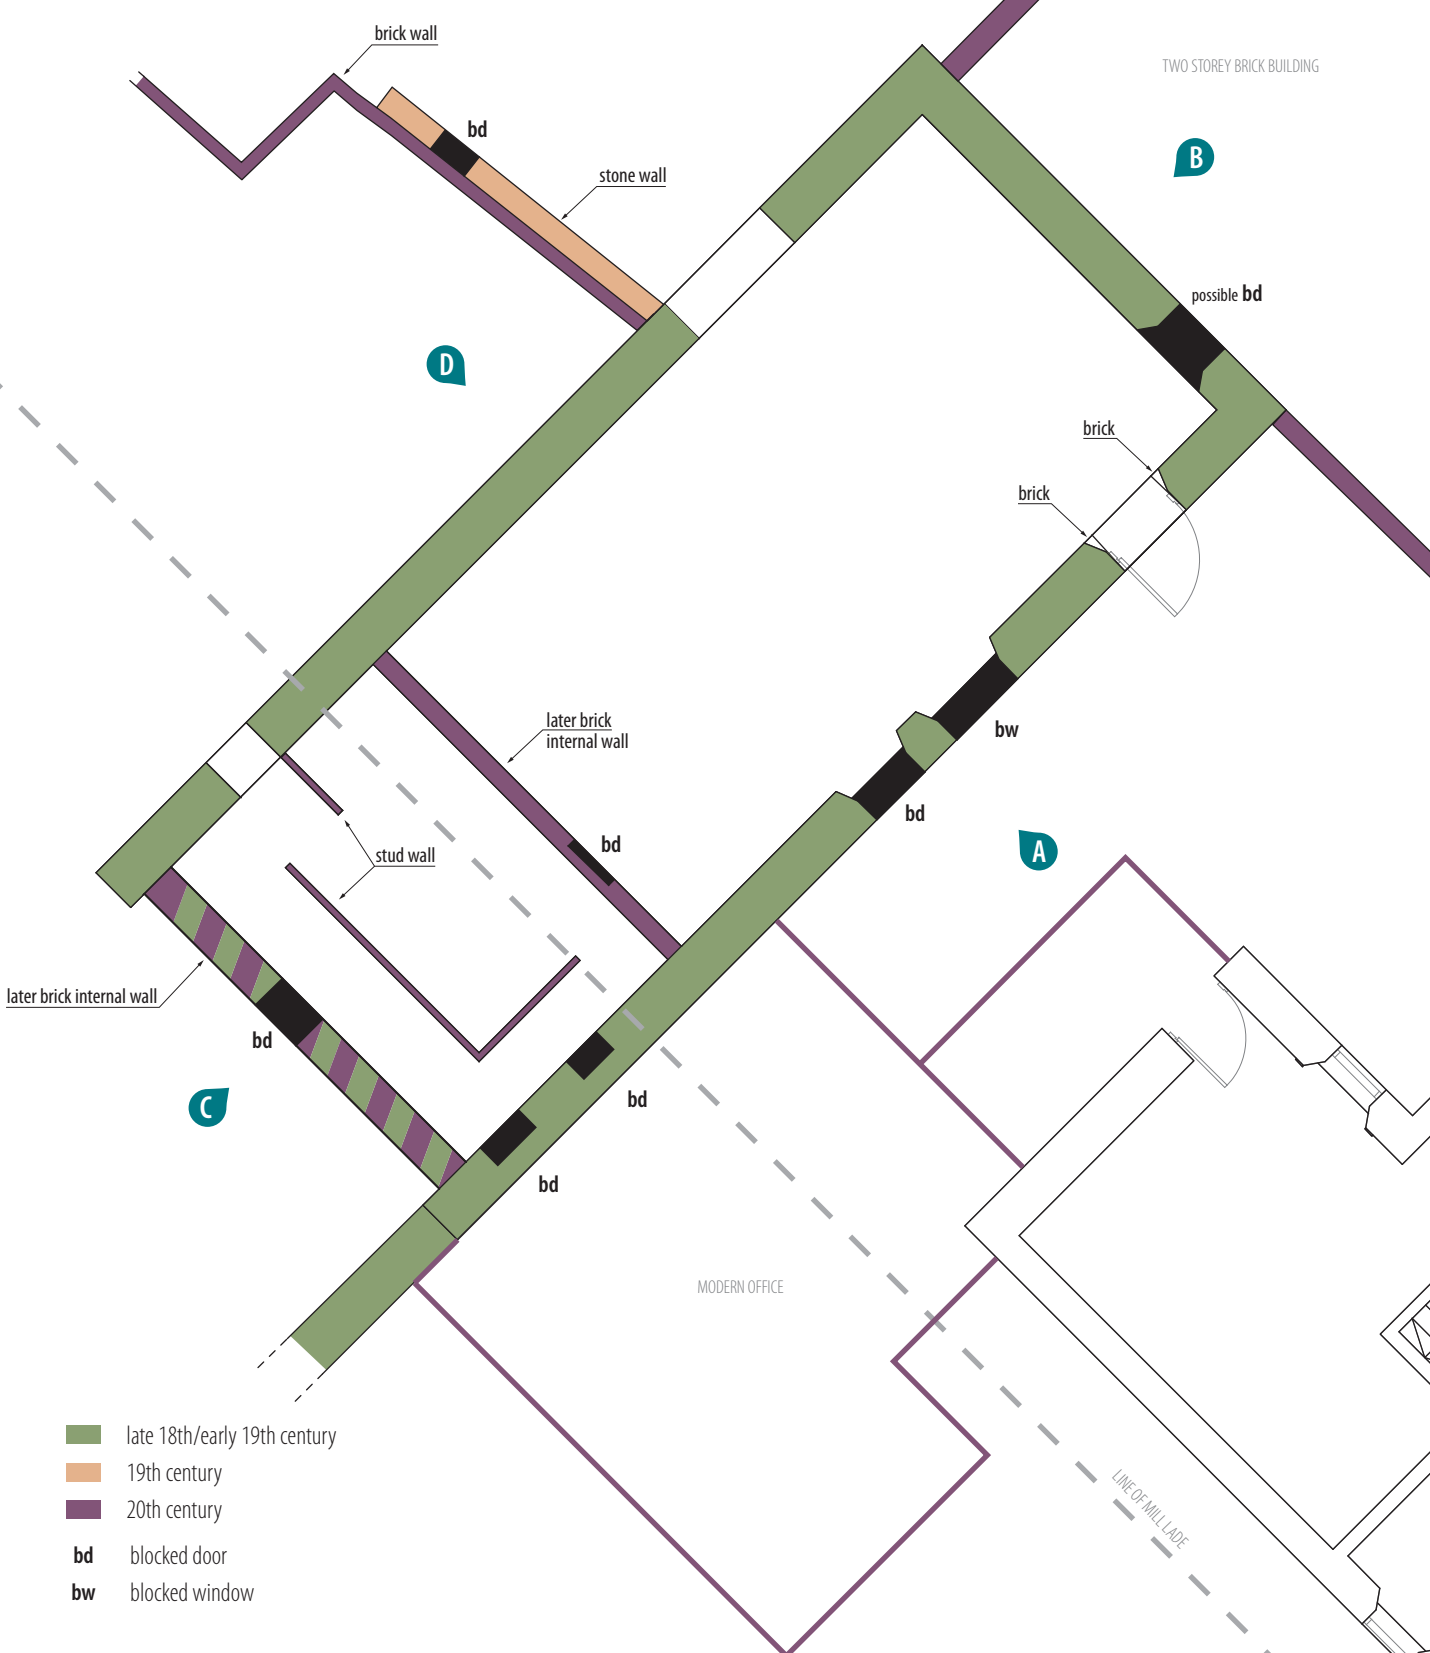 brick wall
TWO STOREY BRICK BUILDING
bd
B
stone wall
possible bd
D
brick
brick
later brick
internal wall
bw
bd
bd
A
stud wall
later brick internal wall
bd
bd
C
bd
MODERN OFFICE
LINE OF MILL LADE
late 18th/early 19th century
19th century
20th century
bd blocked door
bw blocked window